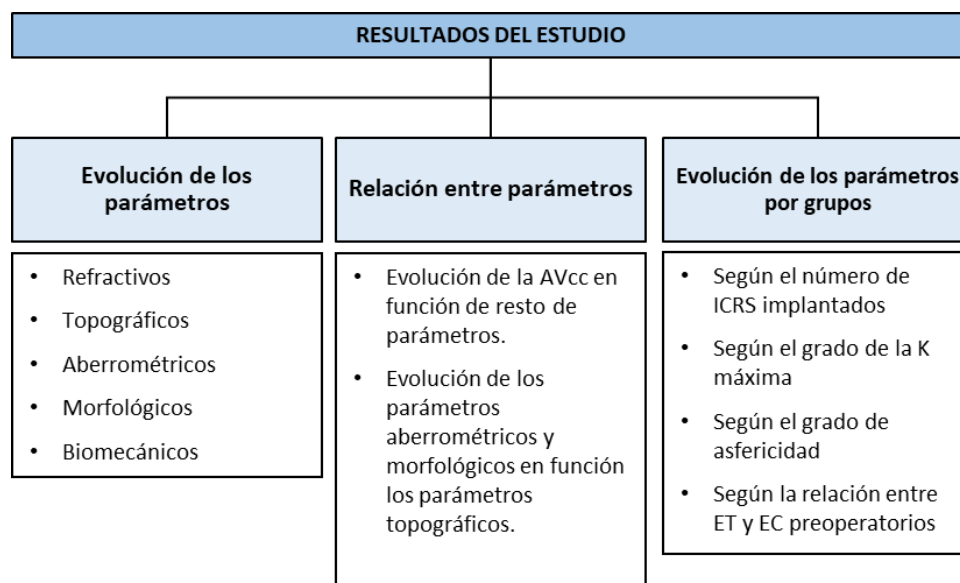 RESULTADOS DEL ESTUDIO
Evolución de los
parámetros
• Refractivos
• Topográficos
• Aberrométricos
• Morfológicos
• Biomecánicos
Relación entre parámetros
• Evolución de la AVcc en
función de resto de
parámetros.
• Evolución de los
parámetros
aberrométricos y
morfológicos en función
los parámetros
topográficos.
Evolución de los parámetros
por grupos
• Según el número de
ICRS implantados
• Según el grado de la K
máxima
• Según el grado de
asfericidad
• Según la relación entre
ET y EC preoperatorios